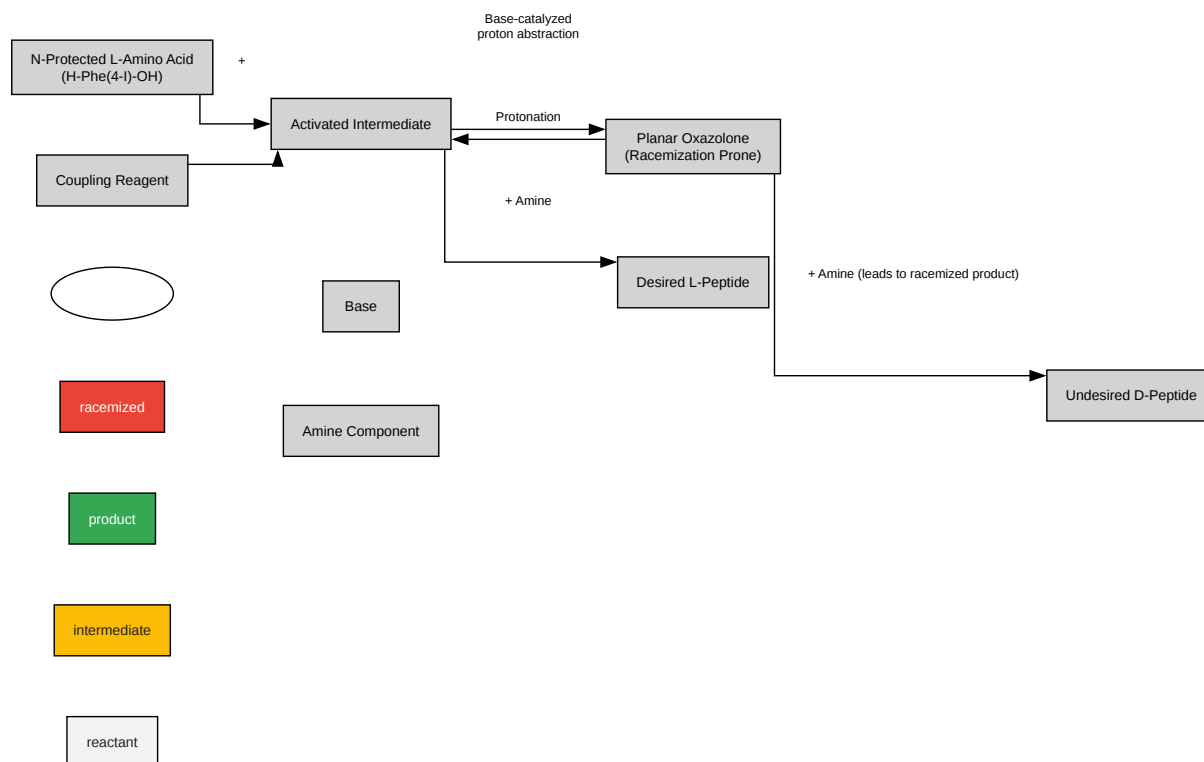 Base-catalyzed
proton abstraction
N-Protected L-Amino Acid
(H-Phe(4-I)-OH)
+
Activated Intermediate
Protonation
Planar Oxazolone
(Racemization Prone)
Coupling Reagent
+ Amine
+ Amine (leads to racemized product)
Desired L-Peptide
Base
Undesired D-Peptide
racemized
Amine Component
product
intermediate
reactant